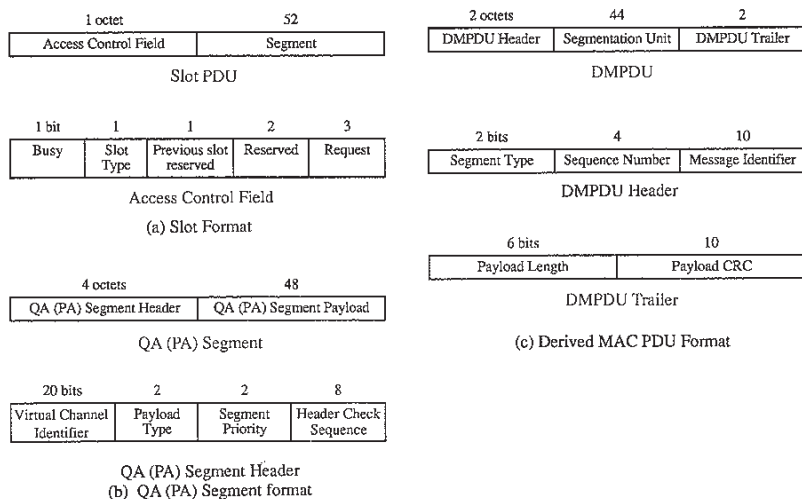 1 octet 52
Access Control Field Segment
Slot PDU
1 bit 1 1 2 3
Busy Slot Type Previous slot reserved Reserved Request
Access Control Field
(a) Slot Format
4 octets 48
QA (PA) Segment Header QA (PA) Segment Payload
QA (PA) Segment
20 bits 2 2 8
Virtual Channel Identifier Payload Type Segment Priority Header Check Sequence
QA (PA) Segment Header
(b) QA (PA) Segment format
2 octets 44 2
DMPDU Header Segmentation Unit DMPDU Trailer
DMPDU
2 bits 4 10
Segment Type Sequence Number Message Identifier
DMPDU Header
6 bits 10
Payload Length Payload CRC
DMPDU Trailer
(c) Derived MAC PDU Format